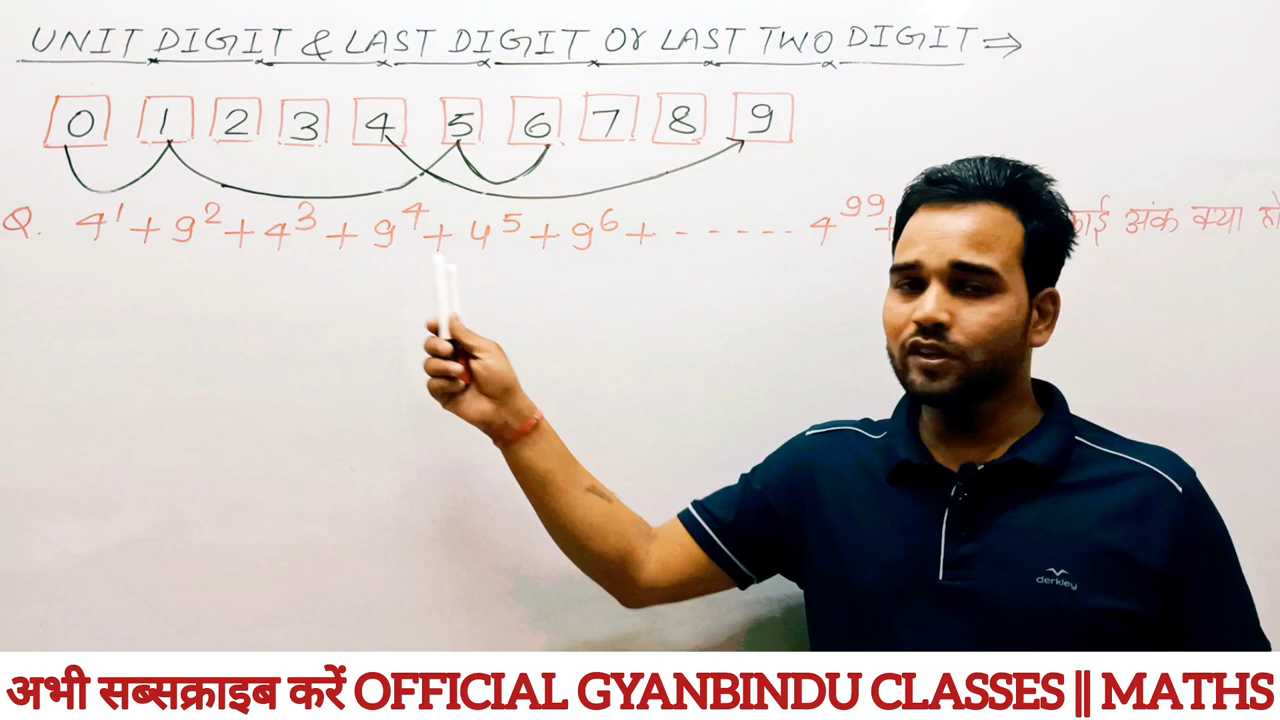 UNIT DIGIT & LAST DIGIT Or LAST TWO DIGIT ⇒
0 1 2 3 4 5 6 7 8 9
Q. 4¹ + 9² + 4³ + 9⁴ + 4⁵ + 9⁶ + - - - - - - 4⁹⁹ + अंक क्या
derkley
अभी सब्सक्राइब करें OFFICIAL GYANBINDU CLASSES || MATHS